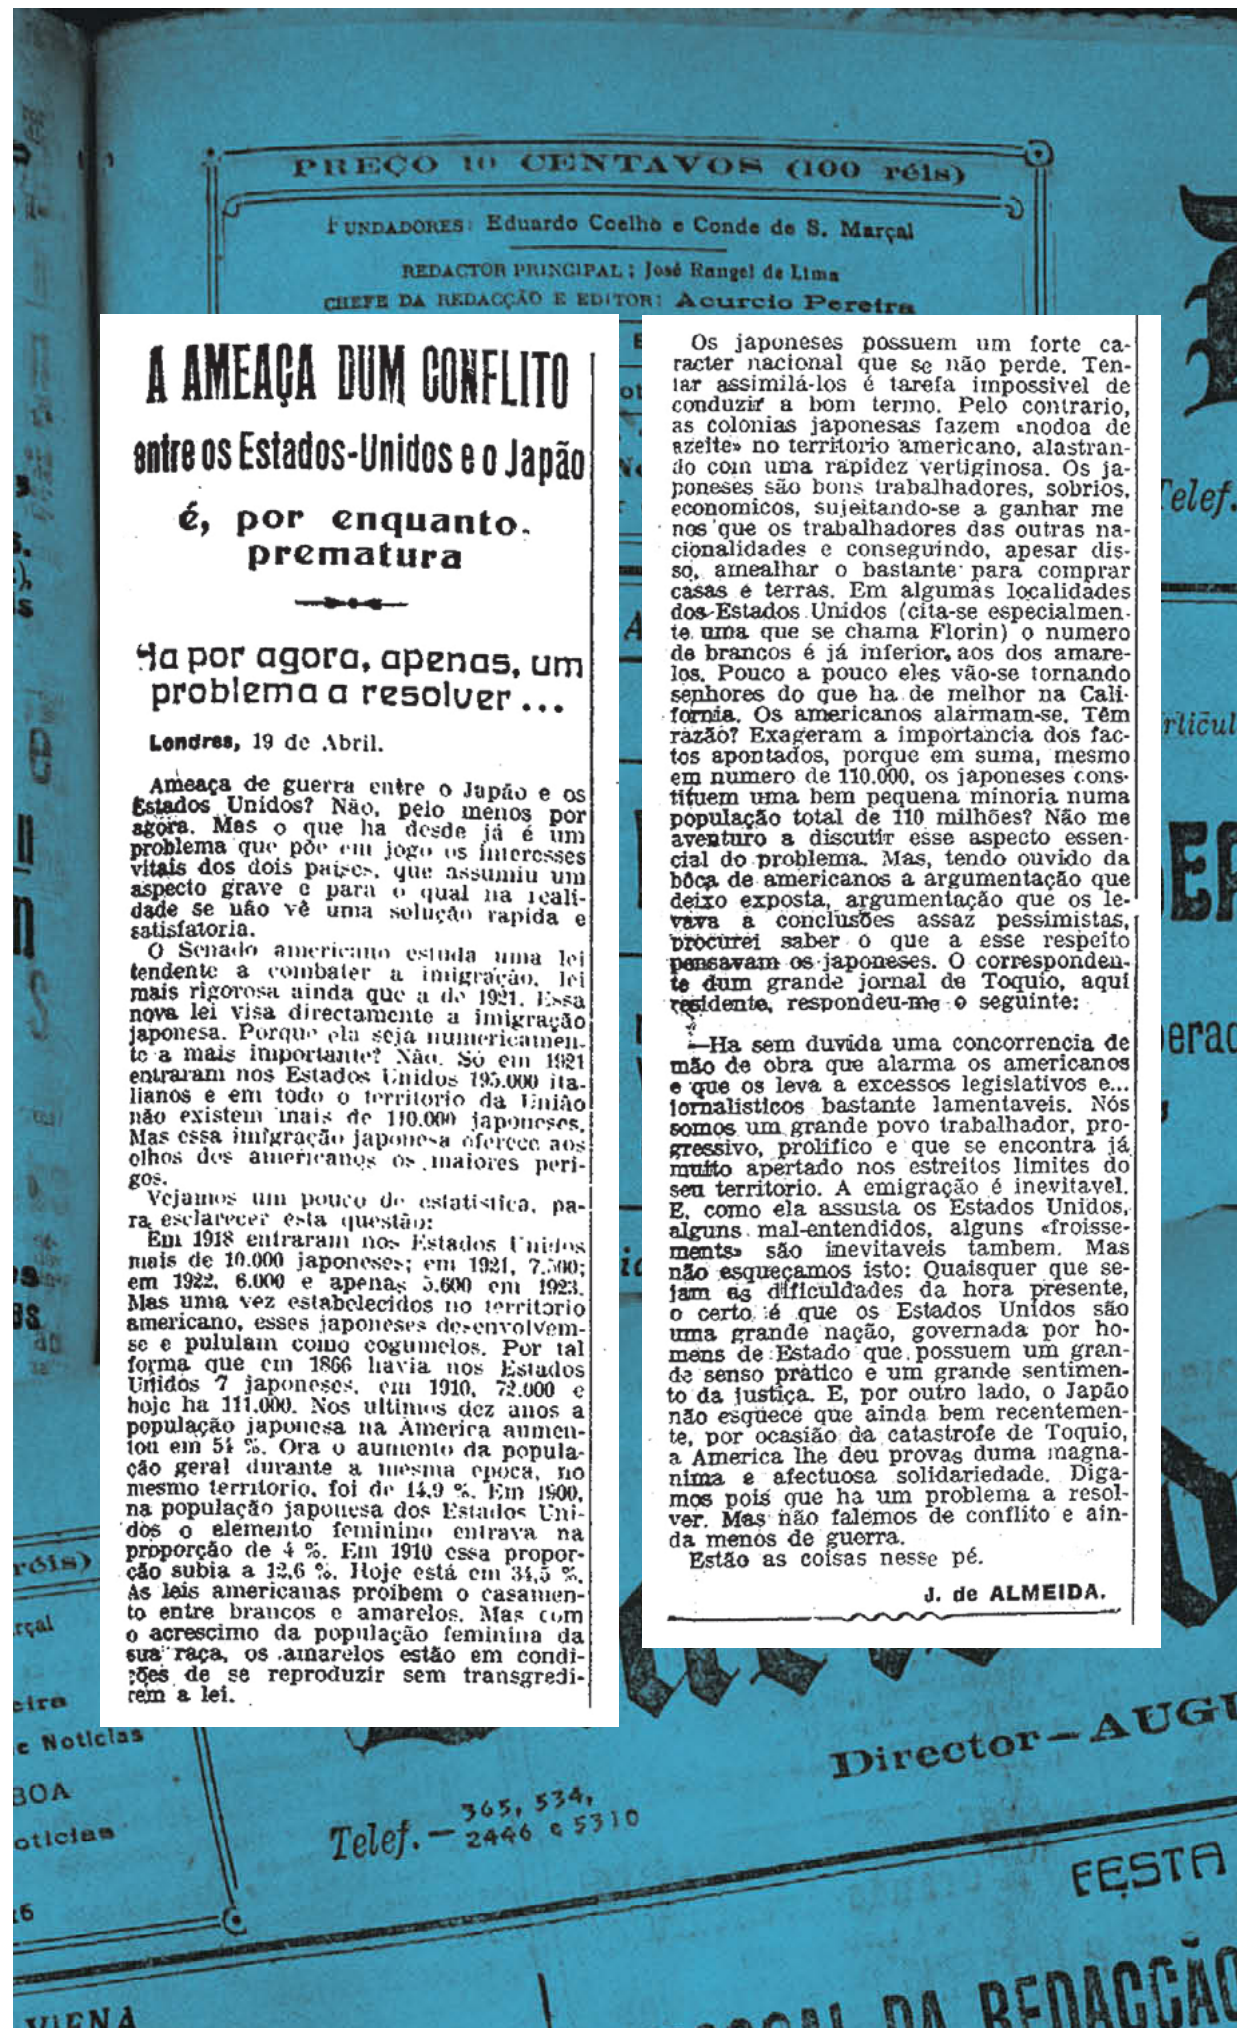 PREÇO 10 CENTAVOS (100 réis)
FUNDADORES: Eduardo Coelho e Conde de S. Marçal
REDACTOR PRINCIPAL: José Rangel de Lima
CHEFE DA REDACÇÃO E EDITOR: Acurcio Pereira
A AMEAÇA DUM CONFLITO
entre os Estados-Unidos e o Japão
é, por enquanto,
prematura
Ha por agora, apenas, um
problema a resolver...
Londres, 19 de Abril.
Ameaça de guerra entre o Japão e os
Estados Unidos? Não, pelo menos por
agora. Mas o que ha desde já é um
problema que põe em jogo os interesses
vitais dos dois paises, que assumiu um
aspecto grave e para o qual na reali-
dade se não vê uma solução rapida e
satisfatoria.
O Senado americano estuda uma lei
tendente a combater a imigração, lei
mais rigorosa ainda que a de 1921. Essa
nova lei visa directamente a imigração
japonesa. Porque ela seja numericamen-
te a mais importante? Não. Só em 1921
entraram nos Estados Unidos 195.000 ita-
lianos e em todo o territorio da União
não existem mais de 110.000 japoneses.
Mas essa imigração japonesa oferece aos
olhos dos americanos os maiores peri-
gos.
Vejamos um pouco de estatistica, pa-
ra esclarecer esta questão:
Em 1918 entraram nos Estados Unidos
mais de 10.000 japoneses; em 1921, 7.500;
em 1922, 6.000 e apenas 5.600 em 1923.
Mas uma vez estabelecidos no territorio
americano, esses japoneses desenvolvem-
se e pululam como cogumelos. Por tal
forma que em 1866 havia nos Estados
Unidos 7 japoneses, em 1910, 72.000 e
hoje ha 111.000. Nos ultimos dez anos a
população japonesa na America aumen-
tou em 54 %. Ora o aumento da popula-
ção geral durante a mesma epoca, no
mesmo territorio, foi de 14,9 %. Em 1900,
na população japonesa dos Estados Uni-
dos o elemento feminino entrava na
proporção de 4 %. Em 1910 essa propor-
ção subia a 12,6 %. Hoje está em 34,5 %.
As leis americanas proibem o casamen-
to entre brancos e amarelos. Mas com
o acrescimo da população feminina da
sua raça, os amarelos estão em condi-
ções de se reproduzir sem transgredi-
rem a lei.
Os japoneses possuem um forte ca-
racter nacional que se não perde. Ten-
tar assimilá-los é tarefa impossivel de
conduzir a bom termo. Pelo contrario,
as colonias japonesas fazem «nodoa de
azeite» no territorio americano, alastran-
do com uma rapidez vertiginosa. Os ja-
poneses são bons trabalhadores, sobrios,
economicos, sujeitando-se a ganhar me
nos que os trabalhadores das outras na-
cionalidades e conseguindo, apesar dis-
so, amealhar o bastante para comprar
casas e terras. Em algumas localidades
dos Estados Unidos (cita-se especialmen-
te uma que se chama Florin) o numero
de brancos é já inferior, aos dos amare-
los. Pouco a pouco eles vão-se tornando
senhores do que ha de melhor na Cali-
fornia. Os americanos alarmam-se. Têm
razão? Exageram a importancia dos fac-
tos apontados, porque em suma, mesmo
em numero de 110.000, os japoneses cons-
tituem uma bem pequena minoria numa
população total de 110 milhões? Não me
aventuro a discutir esse aspecto essen-
cial do problema. Mas, tendo ouvido da
bôca de americanos a argumentação que
deixo exposta, argumentação que os le-
vava a conclusões assaz pessimistas,
procurei saber o que a esse respeito
pensavam os japoneses. O corresponden-
te dum grande jornal de Toquio, aqui
residente, respondeu-me o seguinte:
—Ha sem duvida uma concorrencia de
mão de obra que alarma os americanos
e que os leva a excessos legislativos e...
jornalisticos bastante lamentaveis. Nós
somos um grande povo trabalhador, pro-
gressivo, prolifico e que se encontra já
muito apertado nos estreitos limites do
seu territorio. A emigração é inevitavel.
E, como ela assusta os Estados Unidos,
alguns mal-entendidos, alguns «froisse-
ments» são inevitaveis tambem. Mas
não esqueçamos isto: Quaisquer que se-
jam as dificuldades da hora presente,
o certo é que os Estados Unidos são
uma grande nação, governada por ho-
mens de Estado que possuem um gran-
de senso prático e um grande sentimen-
to da justiça. E, por outro lado, o Japão
não esquece que ainda bem recentemen-
te, por ocasião da catastrofe de Toquio,
a America lhe deu provas duma magna-
nima e afectuosa solidariedade. Diga-
mos pois que ha um problema a resol-
ver. Mas não falemos de conflito e ain-
da menos de guerra.
Estão as coisas nesse pé.
J. de ALMEIDA.
Telef.
Director—AUGU
Telef.— 365, 534,
2446 e 5310
FESTA
DA REDACÇÃO
VIENA